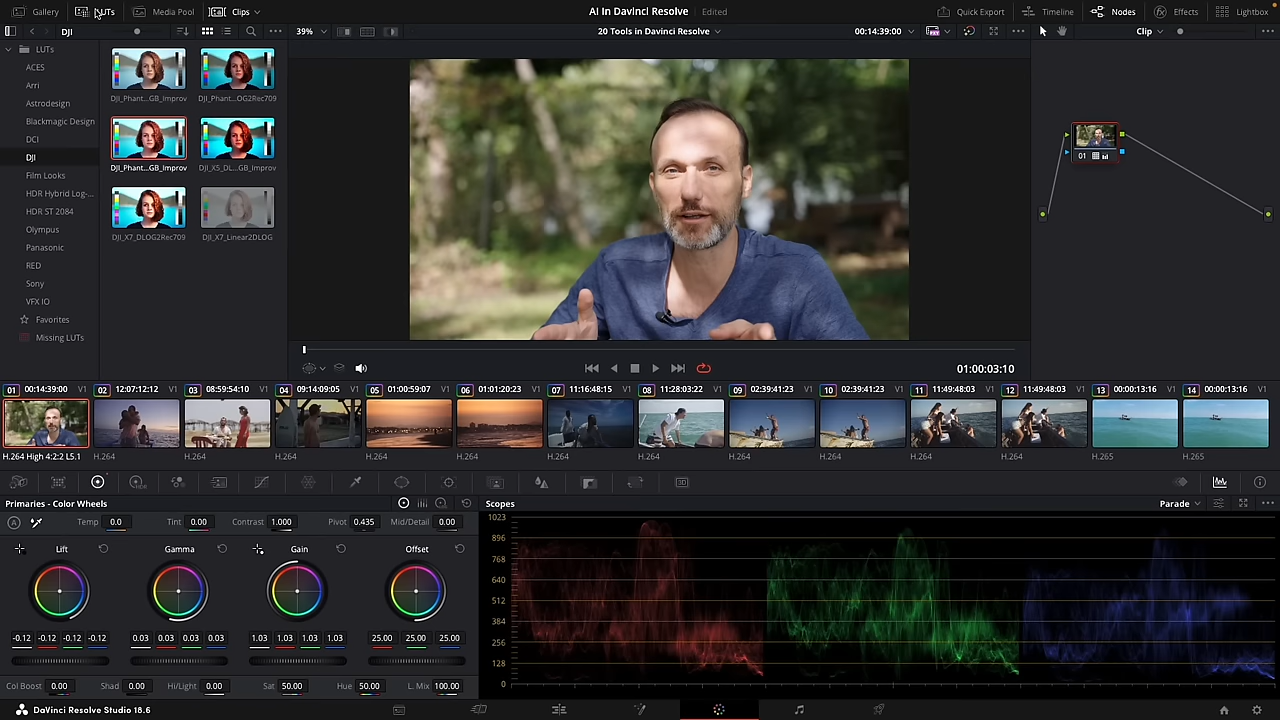 Gallery LUTs Media Pool Clips AI In Davinci Resolve Edited Quick Export Timeline Nodes Effects Lightbox
DJI 39% 20 Tools in Davinci Resolve 00:14:39:00 Clip
LUTs
ACES
Arri
Astrodesign
Blackmagic Design
DCI
DJI
Film Looks
HDR Hybrid Log-...
HDR ST 2084
Olympus
Panasonic
RED
Sony
VFX IO
Favorites
Missing LUTs
DJI_Phant...GB_Improv DJI_Phant...OG2Rec709
DJI_Phant...GB_Improv DJI_X5_DL...GB_Improv
DJI_X7_DLOG2Rec709 DJI_X7_Linear2DLOG
01
01:00:03:10
01 00:14:39:00 V1 02 12:07:12:12 V1 03 08:59:54:10 V1 04 09:14:09:05 V1 05 01:00:59:07 V1 06 01:01:20:23 V1 07 11:16:48:15 V1 08 11:28:03:22 V1 09 02:39:41:23 V1 10 02:39:41:23 V1 11 11:49:48:03 V1 12 11:49:48:03 V1 13 00:00:13:16 V1 14 00:00:13:16 V1
H.264 High 4:2:2 L5.1 H.264 H.264 H.264 H.264 H.264 H.264 H.264 H.264 H.264 H.264 H.264 H.265 H.265
Primaries - Color Wheels
Temp 0.0 Tint 0.00 Contrast 1.000 Pivot 0.435 Mid/Detail 0.00
Lift Gamma Gain Offset
-0.12 -0.12 -0.12 -0.12 0.03 0.03 0.03 0.03 1.03 1.03 1.03 1.03 25.00 25.00 25.00
Col Boost 0.00 Shad 0.00 Hi/Light 0.00 Sat 50.00 Hue 50.00 L. Mix 100.00
Scopes Parade
1023
896
768
640
512
384
256
128
0
DaVinci Resolve Studio 18.6